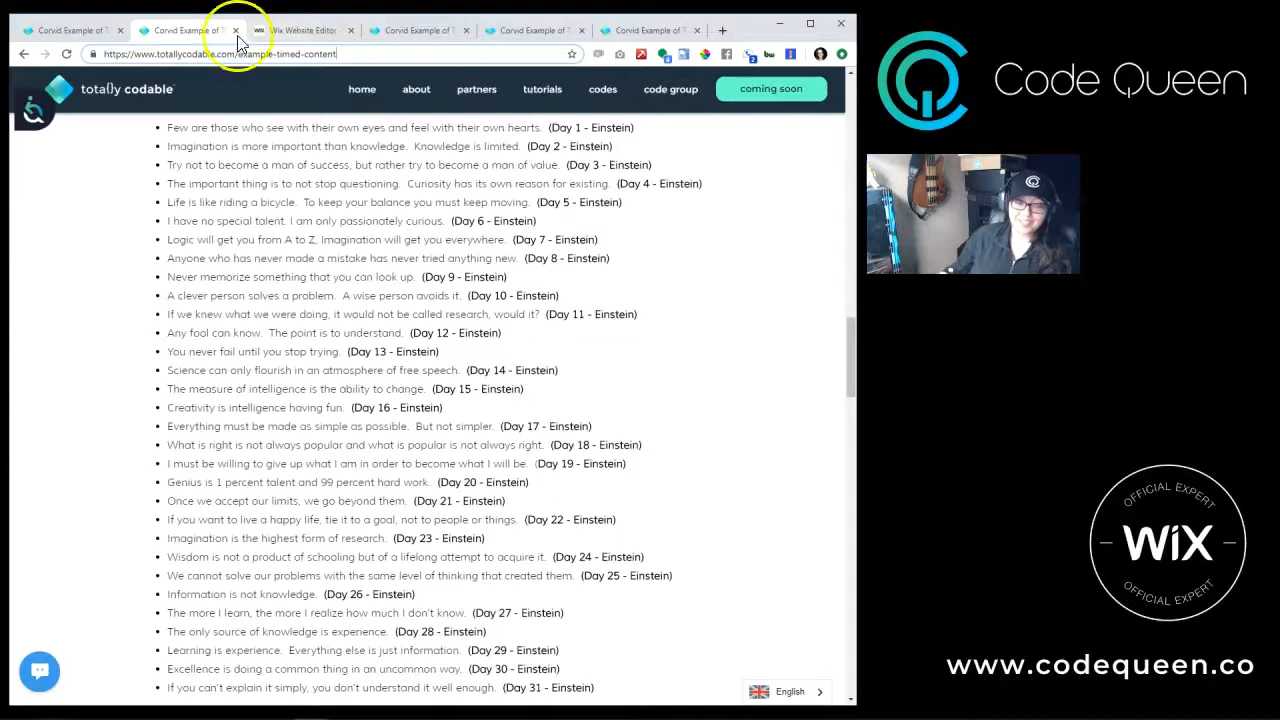 Corvid Example of T
Corvid Example of T
WiX
Wix Website Editor
Corvid Example of T
Corvid Example of T
Corvid Example of T
https://www.totallycodable.com/example-timed-content
totally codable
home
about
partners
tutorials
codes
code group
coming soon
Few are those who see with their own eyes and feel with their own hearts. (Day 1 - Einstein)
Imagination is more important than knowledge. Knowledge is limited. (Day 2 - Einstein)
Try not to become a man of success, but rather try to become a man of value. (Day 3 - Einstein)
The important thing is to not stop questioning. Curiosity has its own reason for existing. (Day 4 - Einstein)
Life is like riding a bicycle. To keep your balance you must keep moving. (Day 5 - Einstein)
I have no special talent. I am only passionately curious. (Day 6 - Einstein)
Logic will get you from A to Z, Imagination will get you everywhere. (Day 7 - Einstein)
Anyone who has never made a mistake has never tried anything new. (Day 8 - Einstein)
Never memorize something that you can look up. (Day 9 - Einstein)
A clever person solves a problem. A wise person avoids it. (Day 10 - Einstein)
If we knew what we were doing, it would not be called research, would it? (Day 11 - Einstein)
Any fool can know. The point is to understand. (Day 12 - Einstein)
You never fail until you stop trying. (Day 13 - Einstein)
Science can only flourish in an atmosphere of free speech. (Day 14 - Einstein)
The measure of intelligence is the ability to change. (Day 15 - Einstein)
Creativity is intelligence having fun. (Day 16 - Einstein)
Everything must be made as simple as possible. But not simpler. (Day 17 - Einstein)
What is right is not always popular and what is popular is not always right. (Day 18 - Einstein)
I must be willing to give up what I am in order to become what I will be. (Day 19 - Einstein)
Genius is 1 percent talent and 99 percent hard work. (Day 20 - Einstein)
Once we accept our limits, we go beyond them. (Day 21 - Einstein)
If you want to live a happy life, tie it to a goal, not to people or things. (Day 22 - Einstein)
Imagination is the highest form of research. (Day 23 - Einstein)
Wisdom is not a product of schooling but of a lifelong attempt to acquire it. (Day 24 - Einstein)
We cannot solve our problems with the same level of thinking that created them. (Day 25 - Einstein)
Information is not knowledge. (Day 26 - Einstein)
The more I learn, the more I realize how much I don't know. (Day 27 - Einstein)
The only source of knowledge is experience. (Day 28 - Einstein)
Learning is experience. Everything else is just information. (Day 29 - Einstein)
Excellence is doing a common thing in an uncommon way. (Day 30 - Einstein)
If you can't explain it simply, you don't understand it well enough. (Day 31 - Einstein)
English
Code Queen
OFFICIAL EXPERT
WiX
OFFICIAL EXPERT
www.codequeen.co